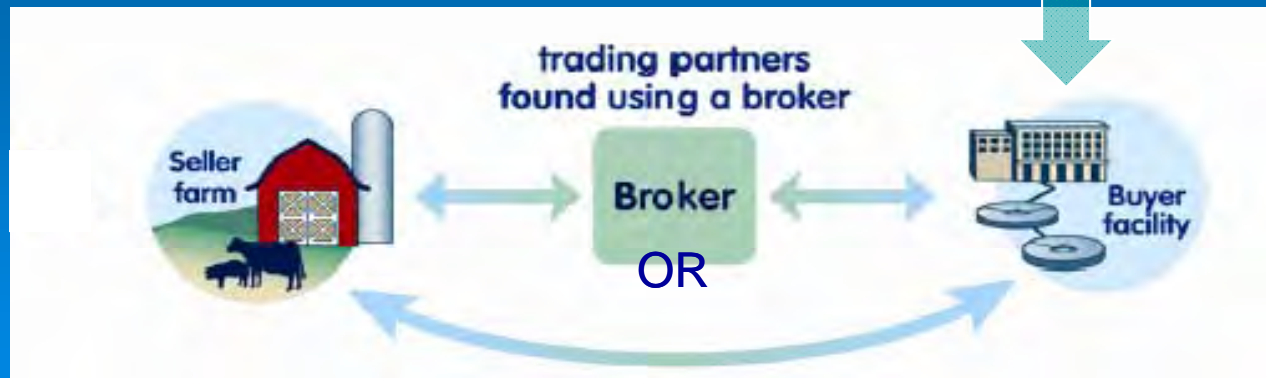 trading partners
found using a broker
Seller
farm
Broker
OR
Buyer
facility